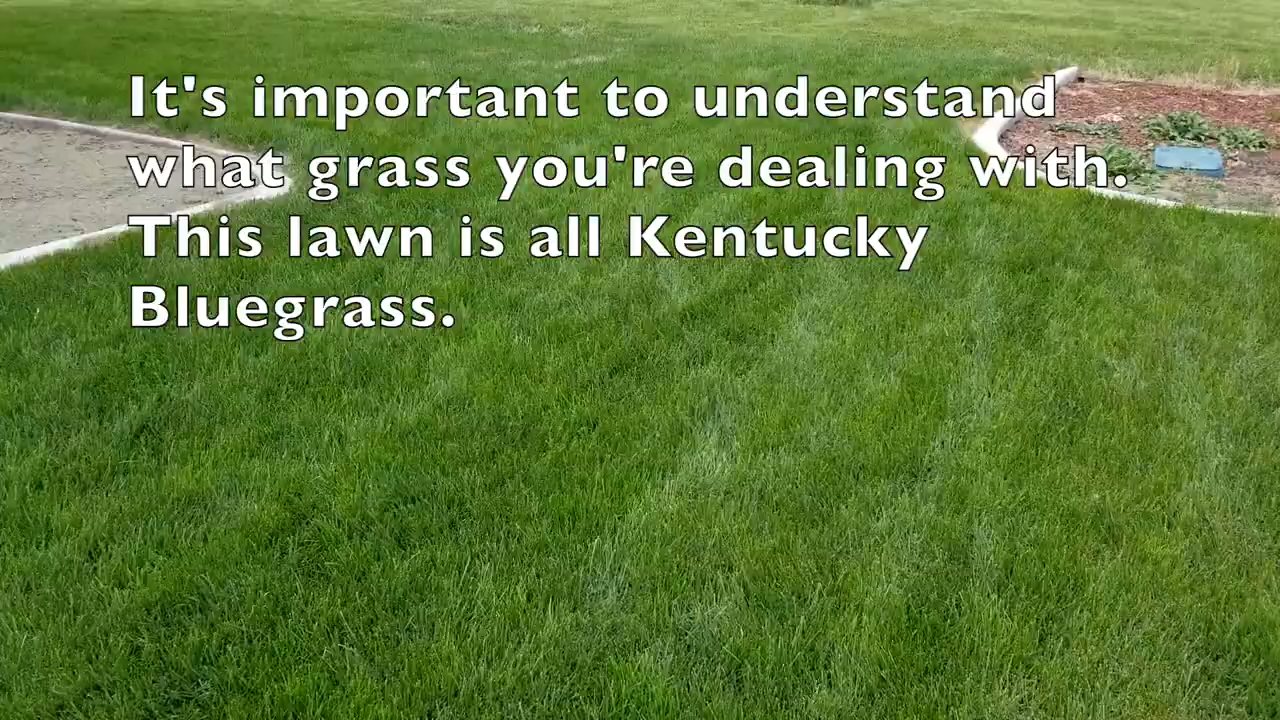 It's important to understand
what grass you're dealing with.
This lawn is all Kentucky
Bluegrass.